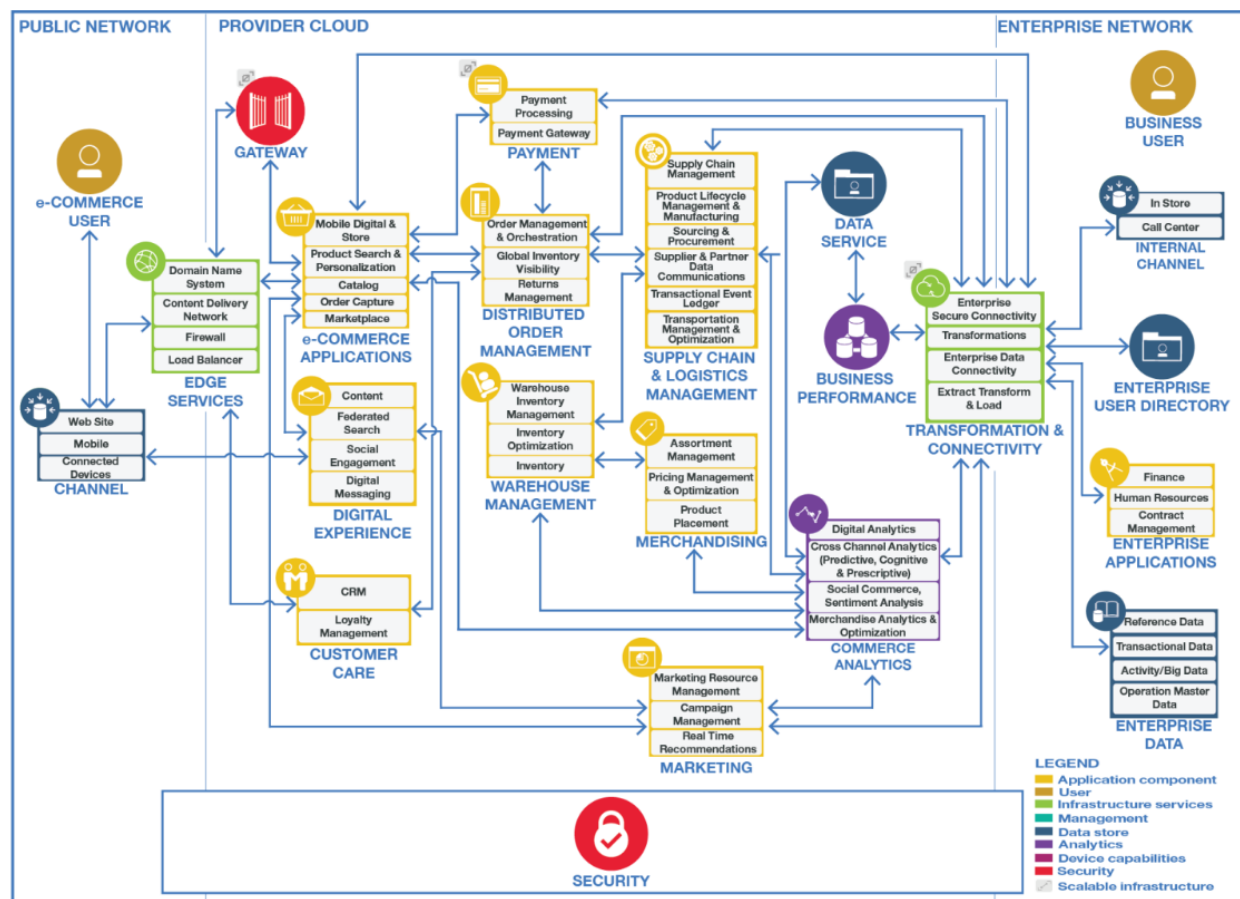 PUBLIC NETWORK
PROVIDER CLOUD
ENTERPRISE NETWORK
e-COMMERCE
USER
Domain Name
System
Content Delivery
Network
Firewall
Load Balancer
EDGE
SERVICES
Web Site
Mobile
Connected
Devices
CHANNEL
GATEWAY
Mobile Digital &
Store
Product Search &
Personalization
Catalog
Order Capture
Marketplace
e-COMMERCE
APPLICATIONS
Content
Federated
Search
Social
Engagement
Digital
Messaging
DIGITAL
EXPERIENCE
CRM
Loyalty
Management
CUSTOMER
CARE
Payment
Processing
Payment Gateway
PAYMENT
Order Management
& Orchestration
Global Inventory
Visibility
Returns
Management
DISTRIBUTED
ORDER
MANAGEMENT
Warehouse
Inventory
Management
Inventory
Optimization
Inventory
WAREHOUSE
MANAGEMENT
Supply Chain
Management
Product Lifecycle
Management &
Manufacturing
Sourcing &
Procurement
Supplier & Partner
Data
Communications
Transactional Event
Ledger
Transportation
Management &
Optimization
SUPPLY CHAIN
& LOGISTICS
MANAGEMENT
Assortment
Management
Pricing Management
& Optimization
Product
Placement
MERCHANDISING
Marketing Resource
Management
Campaign
Management
Real Time
Recommendations
MARKETING
DATA
SERVICE
BUSINESS
PERFORMANCE
Digital Analytics
Cross Channel Analytics
(Predictive, Cognitive
& Prescriptive)
Social Commerce,
Sentiment Analysis
Merchandise Analytics &
Optimization
COMMERCE
ANALYTICS
Enterprise
Secure Connectivity
Transformations
Enterprise Data
Connectivity
Extract Transform
& Load
TRANSFORMATION &
CONNECTIVITY
BUSINESS
USER
In Store
Call Center
INTERNAL
CHANNEL
ENTERPRISE
USER DIRECTORY
Finance
Human Resources
Contract
Management
ENTERPRISE
APPLICATIONS
Reference Data
Transactional Data
Activity/Big Data
Operation Master
Data
ENTERPRISE
DATA
SECURITY
LEGEND
Application component
User
Infrastructure services
Management
Data store
Analytics
Device capabilities
Security
Scalable infrastructure